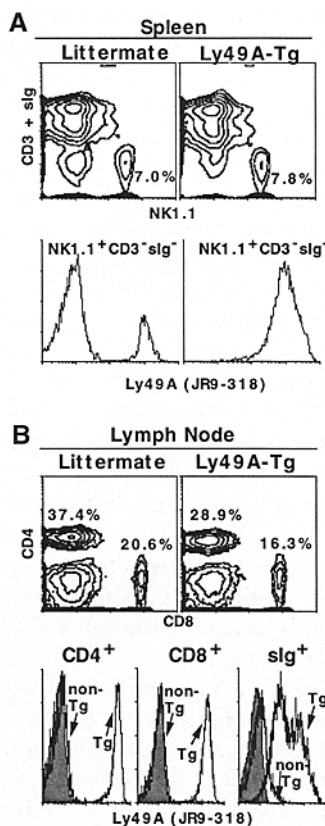 A
Spleen
Littermate
Ly49A-Tg
CD3 + sIg
7.0%
7.8%
NK1.1
NK1.1⁺CD3⁻sIg⁻
NK1.1⁺CD3⁻sIg⁻
Ly49A (JR9-318)
B
Lymph Node
Littermate
Ly49A-Tg
CD4
37.4%
20.6%
28.9%
16.3%
CD8
CD4⁺
CD8⁺
sIg⁺
non-
Tg
Tg
non-
Tg
Tg
Tg
non-
Tg
Ly49A (JR9-318)